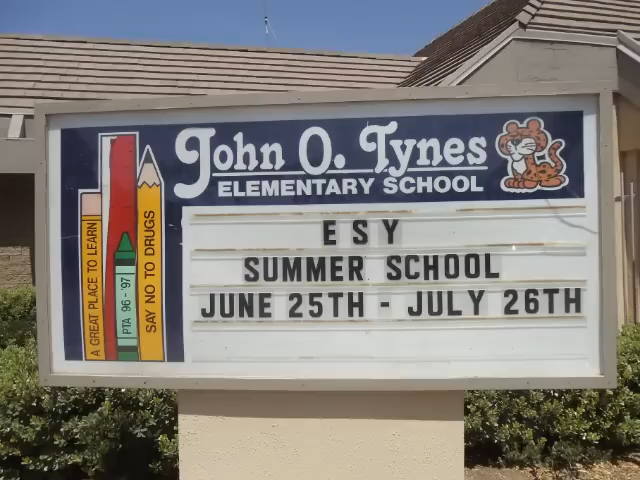 John O. Tynes
ELEMENTARY SCHOOL
E S Y
SUMMER SCHOOL
JUNE 25TH - JULY 26TH
A GREAT PLACE TO LEARN
PTA 96-'97
SAY NO TO DRUGS